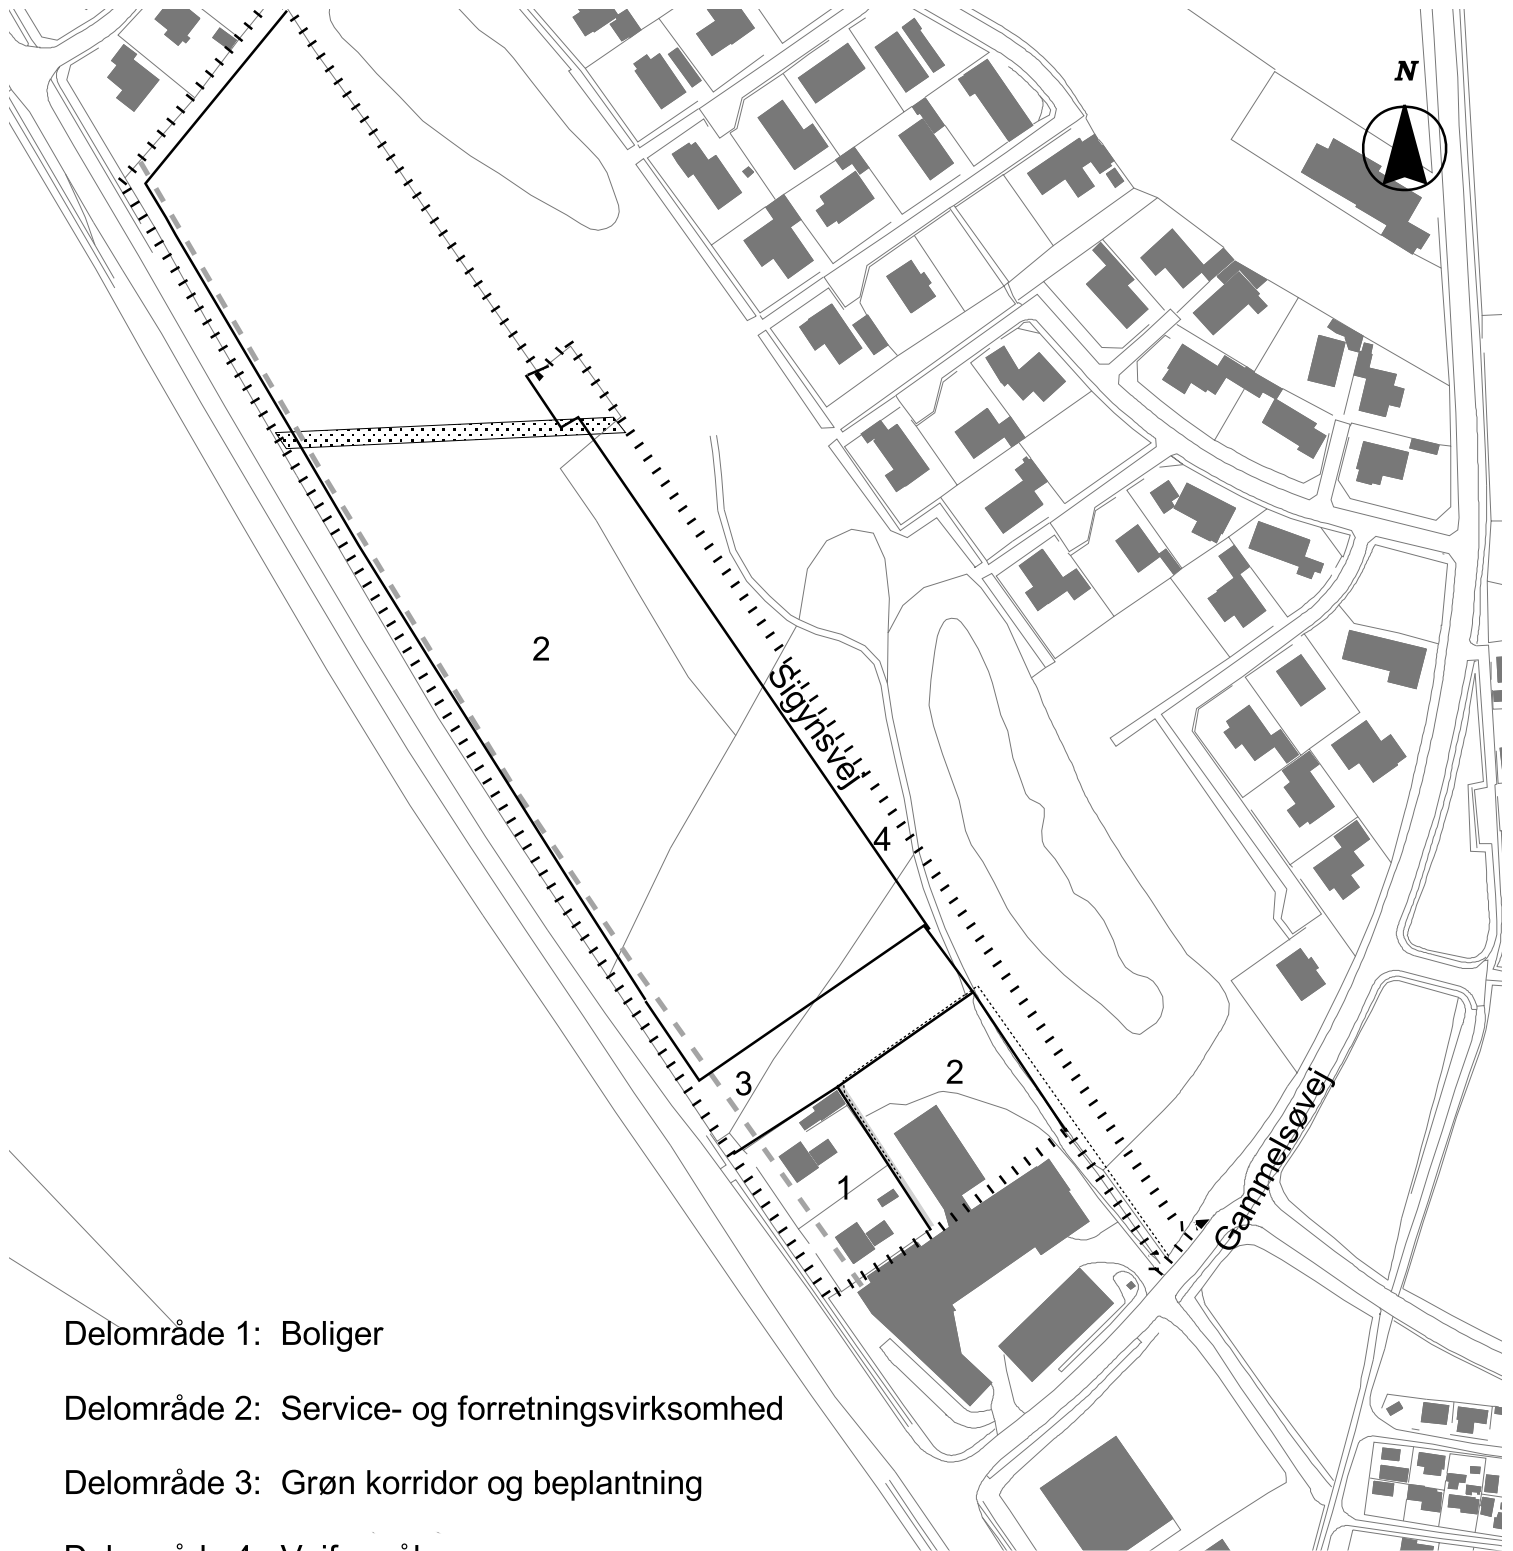 N
2
Sigynsvej
4
3
2
1
Gammelsøvej
Delområde 1: Boliger
Delområde 2: Service- og forretningsvirksomhed
Delområde 3: Grøn korridor og beplantning